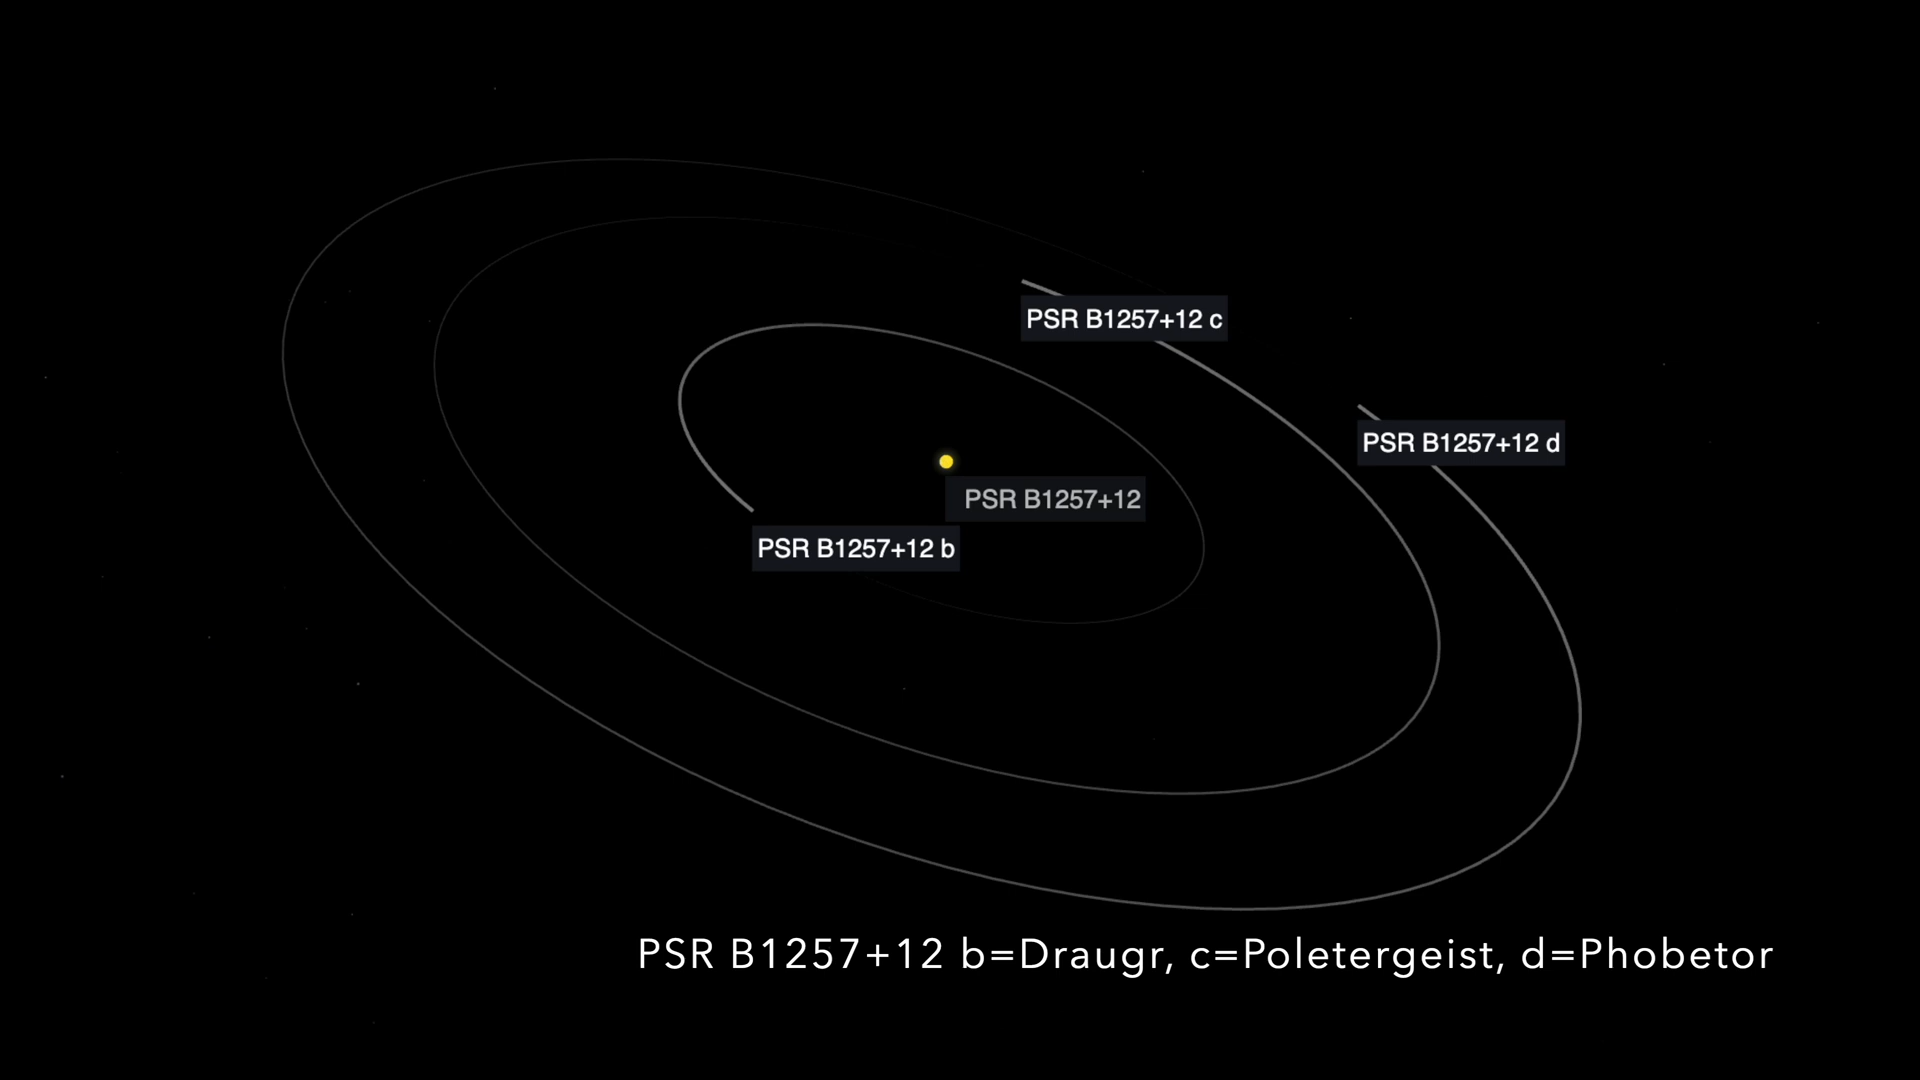 PSR B1257+12 c
PSR B1257+12 d
PSR B1257+12
PSR B1257+12 b
PSR B1257+12 b=Draugr, c=Poletergeist, d=Phobetor